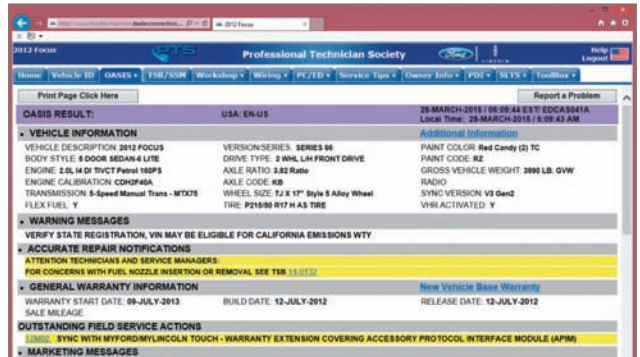 2012 Focus
2012 Focus
PTS
Professional Technician Society
Ford
LINCOLN
Help
Logout
Home Vehicle ID OASIS TSB/SSM Workshop Wiring PC/ED Service Tips Owner Info PDI SLTS Toolbox
Print Page Click Here
Report a Problem
OASIS RESULT: USA: EN-US 28-MARCH-2015 / 06:09:44 EST/ EDCAS041A
Local Time: 28-MARCH-2015 / 6:09:43 AM
VEHICLE INFORMATION Additional Information
VEHICLE DESCRIPTION: 2012 FOCUS VERSION/SERIES: SERIES 66 PAINT COLOR: Red Candy (2) TC
BODY STYLE: 5 DOOR SEDAN-4 LITE DRIVE TYPE: 2 WHL L/H FRONT DRIVE PAINT CODE: RZ
ENGINE: 2.0L I4 DI TIVCT Petrol 160PS AXLE RATIO: 3.82 Ratio GROSS VEHICLE WEIGHT: 3990 LB. GVW
ENGINE CALIBRATION: CDH2F40A AXLE CODE: KB RADIO
TRANSMISSION: 5-Speed Manual Trans - MTX75 WHEEL SIZE: 7J X 17" Style 5 Alloy Wheel SYNC VERSION: V3 Gen2
FLEX FUEL: Y TIRE: P215/50 R17 H AS TIRE VHR ACTIVATED: Y
WARNING MESSAGES
VERIFY STATE REGISTRATION, VIN MAY BE ELIGIBLE FOR CALIFORNIA EMISSIONS WTY
ACCURATE REPAIR NOTIFICATIONS
ATTENTION TECHNICIANS AND SERVICE MANAGERS:
FOR CONCERNS WITH FUEL NOZZLE INSERTION OR REMOVAL SEE TSB 14-0132
GENERAL WARRANTY INFORMATION New Vehicle Base Warranty
WARRANTY START DATE: 09-JULY-2013 BUILD DATE: 12-JULY-2012 RELEASE DATE: 12-JULY-2012
SALE MILEAGE
OUTSTANDING FIELD SERVICE ACTIONS
12M02 SYNC WITH MYFORD/MYLINCOLN TOUCH - WARRANTY EXTENSION COVERING ACCESSORY PROTOCOL INTERFACE MODULE (APIM)
MARKETING MESSAGES